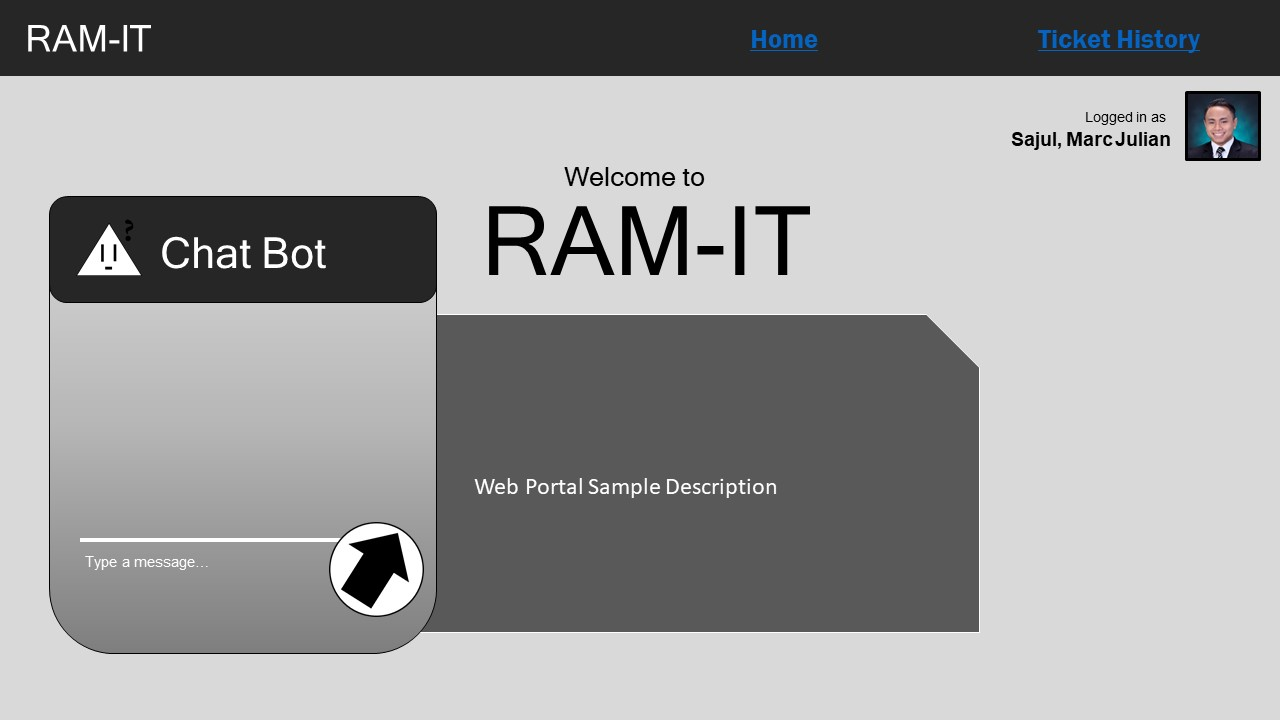 RAM-IT
Home
Ticket History
Logged in as
Sajul, Marc Julian
Welcome to
RAM-IT
?
Chat Bot
Web Portal Sample Description
Type a message…